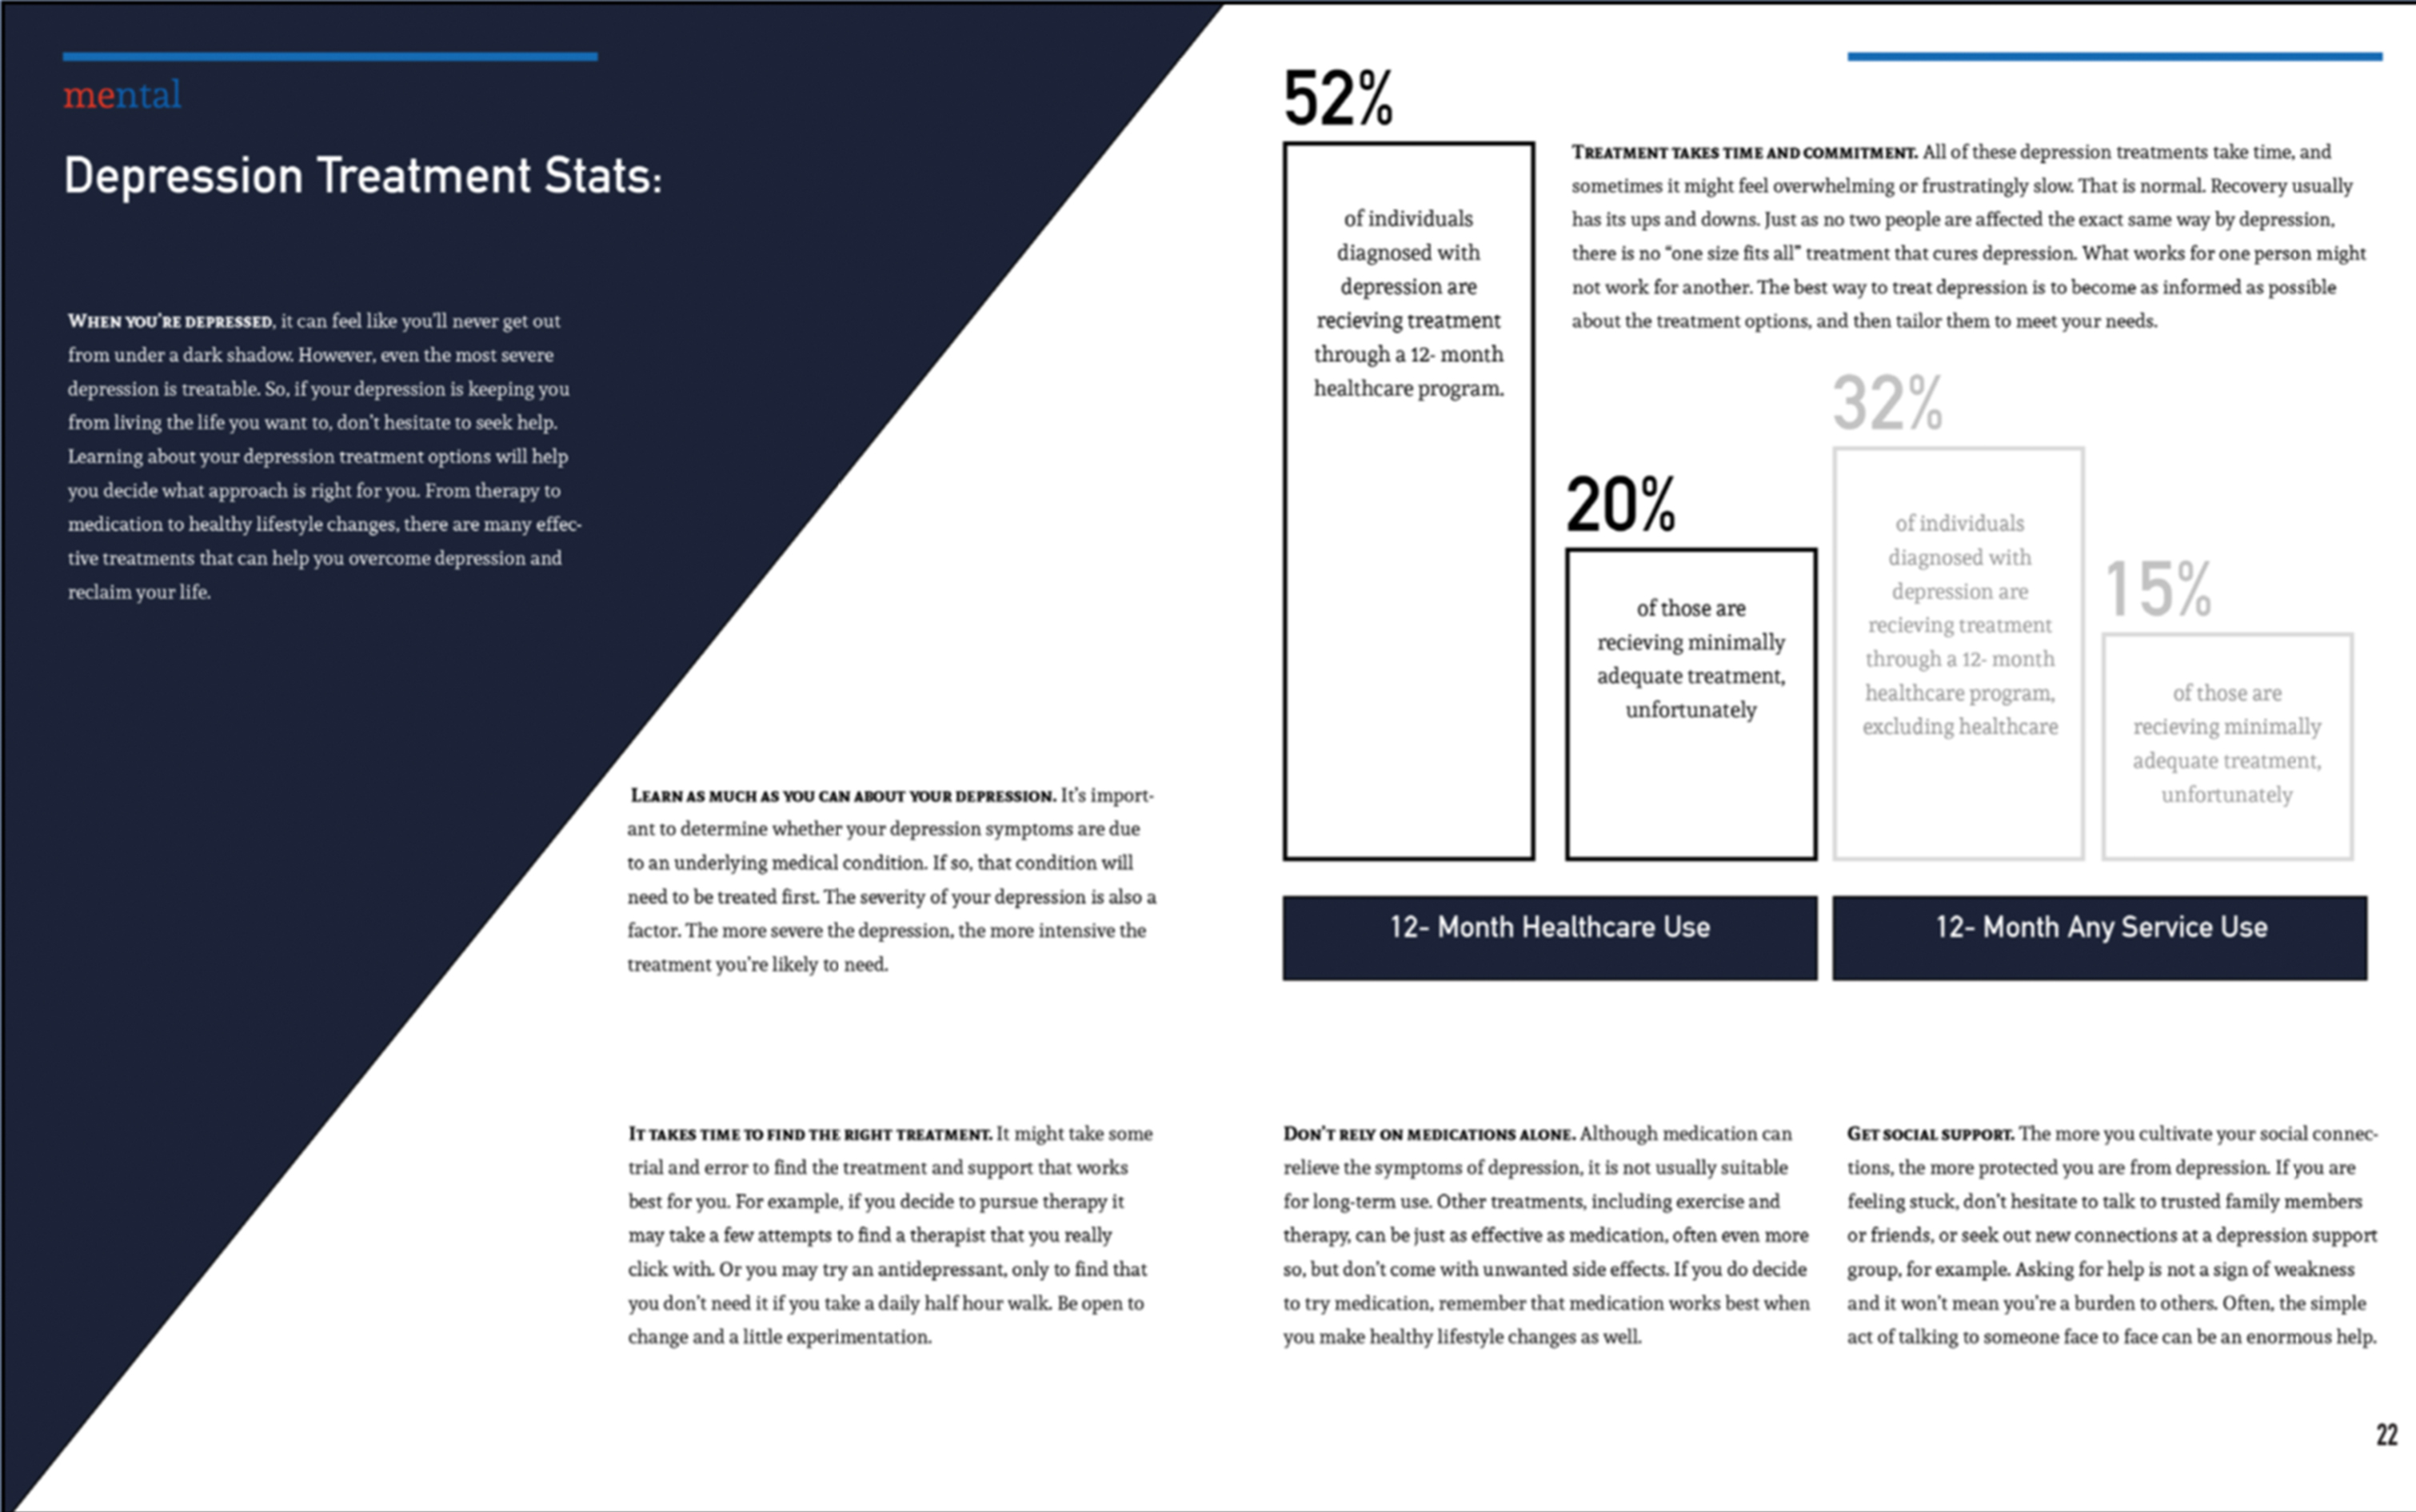 mental
Depression Treatment Stats:
WHEN YOU'RE DEPRESSED, it can feel like you'll never get out
from under a dark shadow. However, even the most severe
depression is treatable. So, if your depression is keeping you
from living the life you want to, don't hesitate to seek help.
Learning about your depression treatment options will help
you decide what approach is right for you. From therapy to
medication to healthy lifestyle changes, there are many effec-
tive treatments that can help you overcome depression and
reclaim your life.
LEARN AS MUCH AS YOU CAN ABOUT YOUR DEPRESSION. It's import-
ant to determine whether your depression symptoms are due
to an underlying medical condition. If so, that condition will
need to be treated first. The severity of your depression is also a
factor. The more severe the depression, the more intensive the
treatment you're likely to need.
IT TAKES TIME TO FIND THE RIGHT TREATMENT. It might take some
trial and error to find the treatment and support that works
best for you. For example, if you decide to pursue therapy it
may take a few attempts to find a therapist that you really
click with. Or you may try an antidepressant, only to find that
you don't need it if you take a daily half hour walk. Be open to
change and a little experimentation.
52%
of individuals
diagnosed with
depression are
recieving treatment
through a 12- month
healthcare program.
TREATMENT TAKES TIME AND COMMITMENT. All of these depression treatments take time, and
sometimes it might feel overwhelming or frustratingly slow. That is normal. Recovery usually
has its ups and downs. Just as no two people are affected the exact same way by depression,
there is no "one size fits all" treatment that cures depression. What works for one person might
not work for another. The best way to treat depression is to become as informed as possible
about the treatment options, and then tailor them to meet your needs.
20%
of those are
recieving minimally
adequate treatment,
unfortunately
32%
of individuals
diagnosed with
depression are
recieving treatment
through a 12- month
healthcare program,
excluding healthcare
15%
of those are
recieving minimally
adequate treatment,
unfortunately
12- Month Healthcare Use
12- Month Any Service Use
DON'T RELY ON MEDICATIONS ALONE. Although medication can
relieve the symptoms of depression, it is not usually suitable
for long-term use. Other treatments, including exercise and
therapy, can be just as effective as medication, often even more
so, but don't come with unwanted side effects. If you do decide
to try medication, remember that medication works best when
you make healthy lifestyle changes as well.
GET SOCIAL SUPPORT. The more you cultivate your social connec-
tions, the more protected you are from depression. If you are
feeling stuck, don't hesitate to talk to trusted family members
or friends, or seek out new connections at a depression support
group, for example. Asking for help is not a sign of weakness
and it won't mean you're a burden to others. Often, the simple
act of talking to someone face to face can be an enormous help.
22